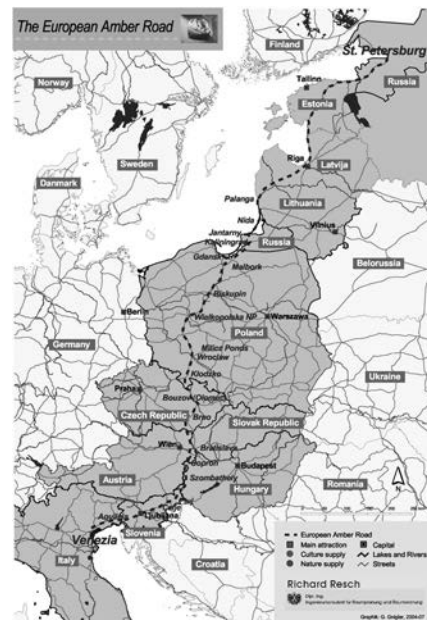 The European Amber Road
Finland
St. Petersburg
Norway
Tallinn
Russia
Estonia
Sweden
Riga
Latvija
Danmark
Palanga
Lithuania
Nida
Vilnius
Jantarny
Kaliningrad
Russia
Gdansk
Malbork
Belorussia
Biskupin
Berlin
Wielkopolska NP
Warszawa
Germany
Poland
Milicz Ponds
Wroclaw
Klodzko
Ukraine
Praha
Bouzov
Olomouc
Czech Republic
Brno
Slovak Republic
Wien
Bratislava
Sopron
Budapest
Austria
Szombathely
Hungary
Romania
N
Ljubljana
Slovenia
Venezia
Italy
Croatia
European Amber Road
Main attraction
Capital
Culture supply
Lakes and Rivers
Nature supply
Streets
Richard Resch
Dipl. Ing.